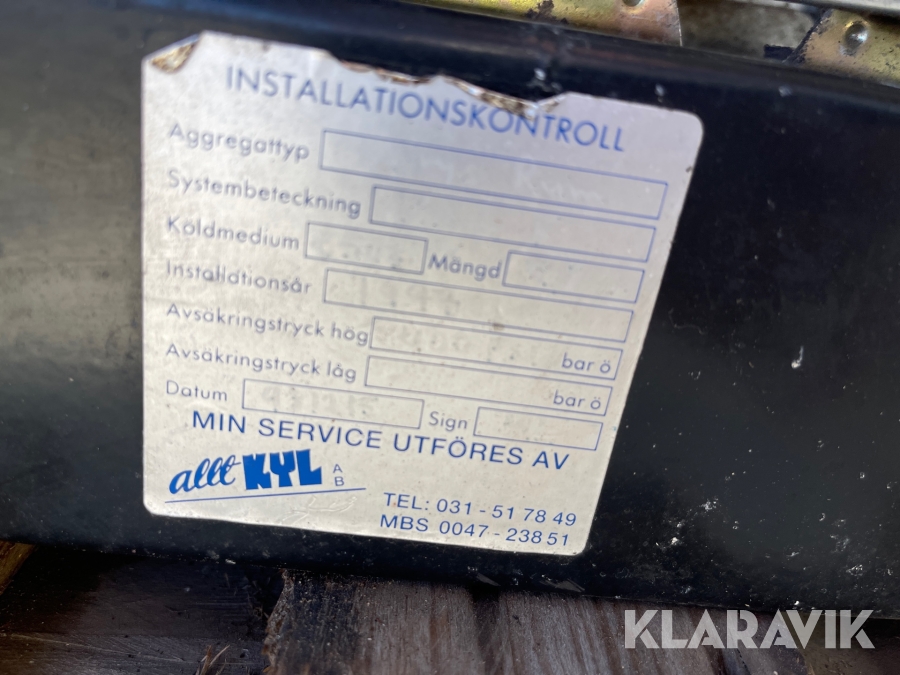 INSTALLATIONSKONTROLL
Aggregattyp
Systembeteckning
Köldmedium Mängd
Installationsår
Avsäkringstryck hög bar ö
Avsäkringstryck låg bar ö
Datum Sign
MIN SERVICE UTFÖRES AV
allt KYL AB
TEL: 031 - 51 78 49
MBS 0047 - 238 51
KLARAVIK